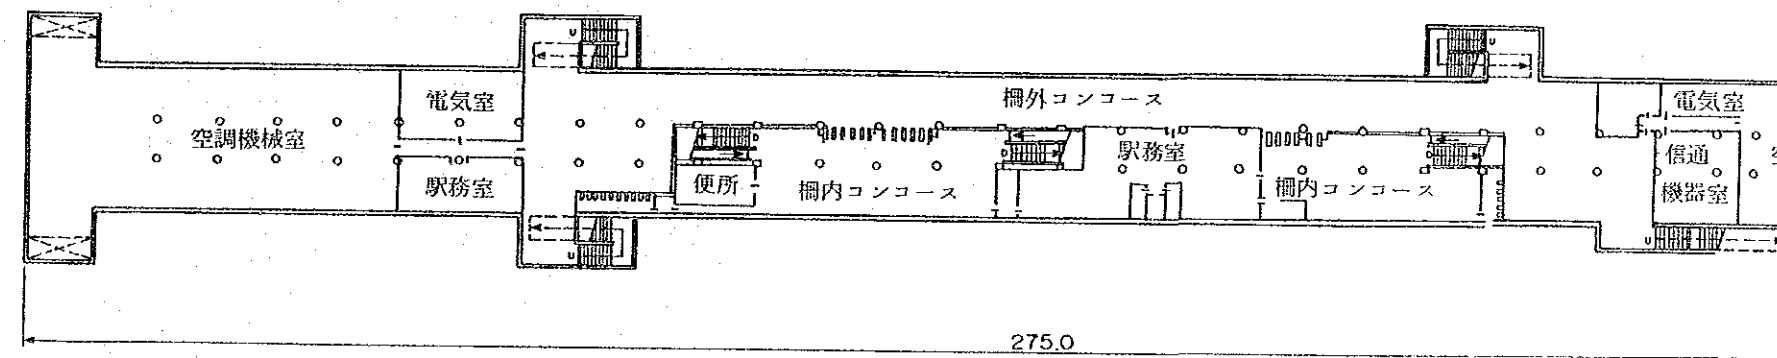 柵外コンコース
電気室
電気室
空調機械室
駅務室
信通
機器室
駅務室
便所
柵内コンコース
柵内コンコース
U
U
D
D
D
U
U
275.0